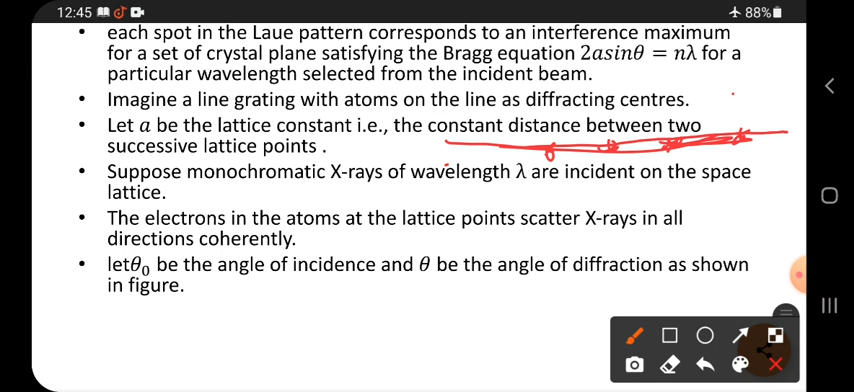 12:45 88%
• each spot in the Laue pattern corresponds to an interference maximum
for a set of crystal plane satisfying the Bragg equation 2𝑎𝑠𝑖𝑛𝜃 = 𝑛λ for a
particular wavelength selected from the incident beam.
• Imagine a line grating with atoms on the line as diffracting centres.
• Let 𝑎 be the lattice constant i.e., the constant distance between two
successive lattice points .
• Suppose monochromatic X-rays of wavelength λ are incident on the space
lattice.
• The electrons in the atoms at the lattice points scatter X-rays in all
directions coherently.
• let𝜃₀ be the angle of incidence and 𝜃 be the angle of diffraction as shown
in figure.